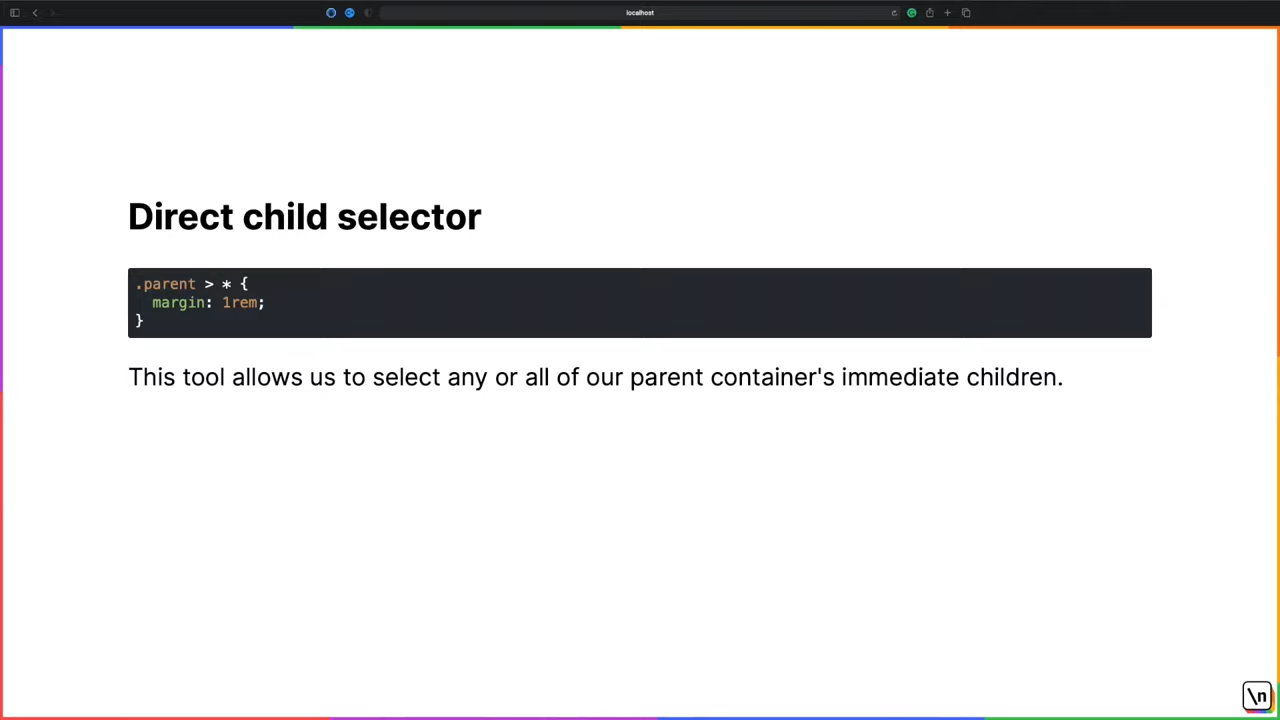 localhost
Direct child selector
.parent > * {
  margin: 1rem;
}
This tool allows us to select any or all of our parent container's immediate children.
\n